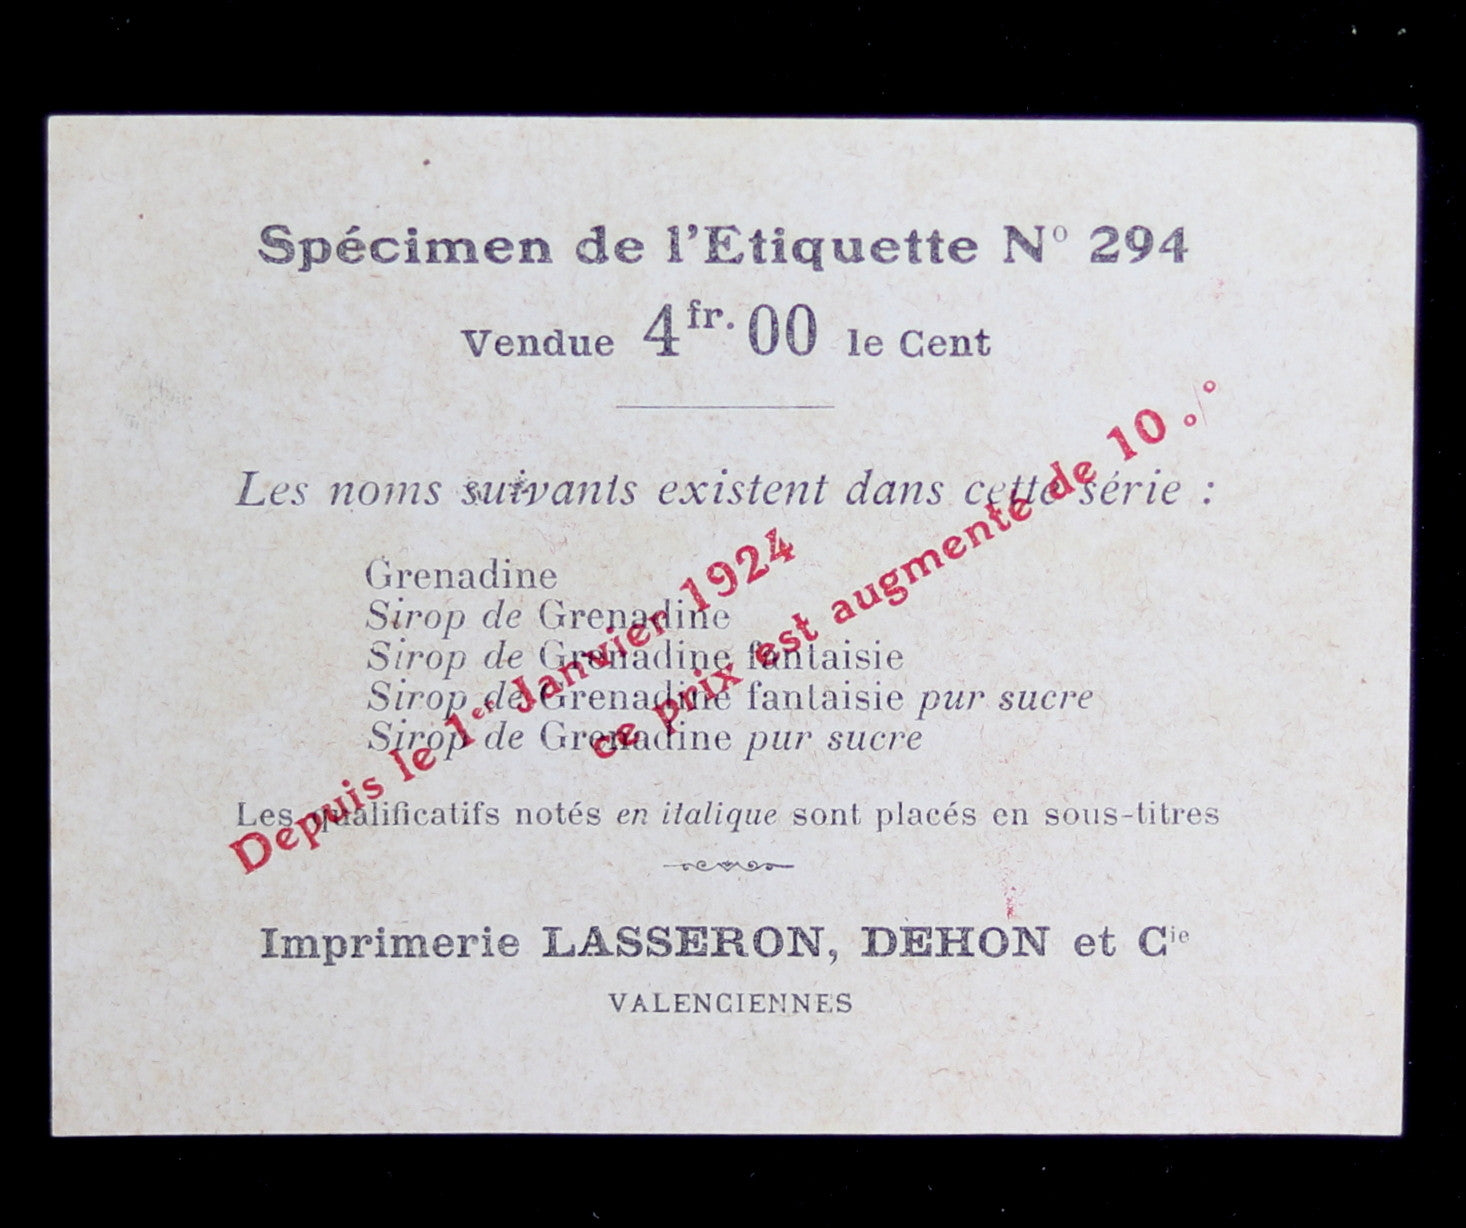 Spécimen de l'Etiquette Nº 294
Vendue 4fr.00 le Cent
Les noms suivants existent dans cette série :
Grenadine
Sirop de Grenadine
Sirop de Grenadine fantaisie
Sirop de Grenadine fantaisie pur sucre
Sirop de Grenadine pur sucre
Les qualificatifs notés en italique sont placés en sous-titres
Imprimerie LASSERON, DEHON et Cie
VALENCIENNES
Depuis le 1er Janvier 1924
ce prix est augmente de 10 %